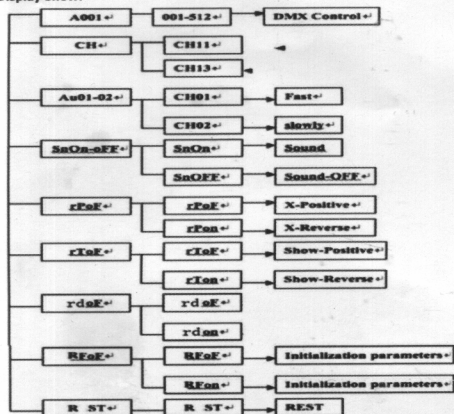 A001 001-512 DMX Control
CH CH11
CH13
Au01-02 CH01 Fast
CH02 slowly
SnOn-oFF SnOn Sound
SnOFF Sound-OFF
rPoF rPoF X-Positive
rPon X-Reverse
rToF rToF Show-Positive
rTon Show-Reverse
rdoF rdoF
rdon
RFoF RFoF Initialization parameters
RFon Initialization parameters
R ST R ST REST